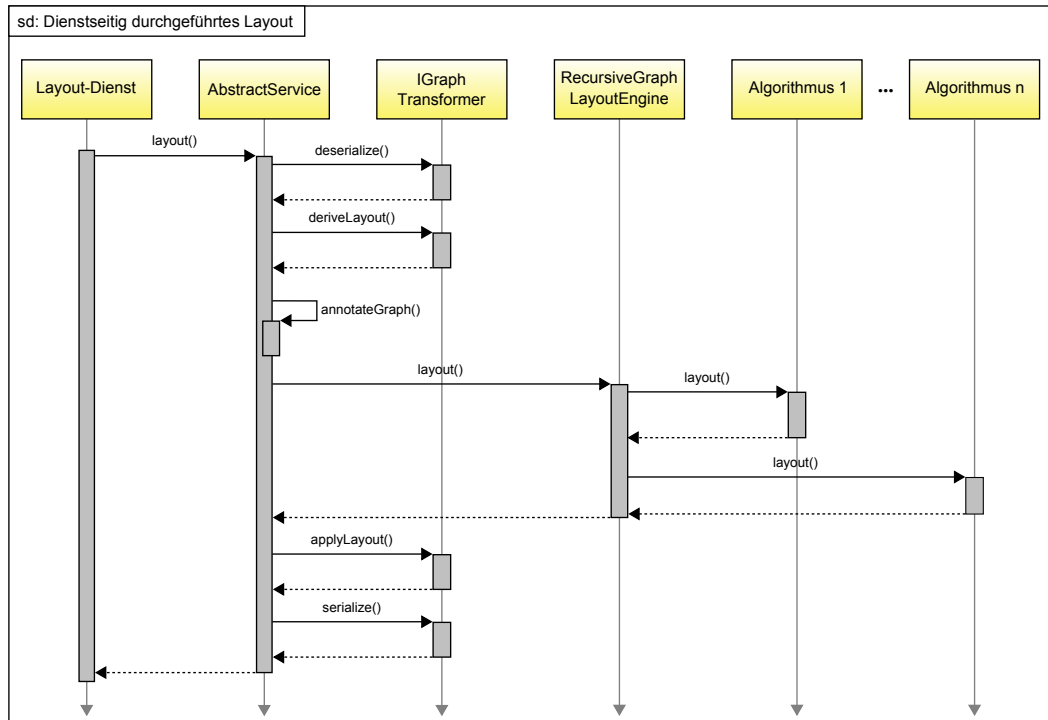 sd: Dienstseitig durchgeführtes Layout
Layout-Dienst
AbstractService
IGraph
Transformer
RecursiveGraph
LayoutEngine
Algorithmus 1
...
Algorithmus n
layout()
deserialize()
deriveLayout()
annotateGraph()
layout()
layout()
layout()
applyLayout()
serialize()